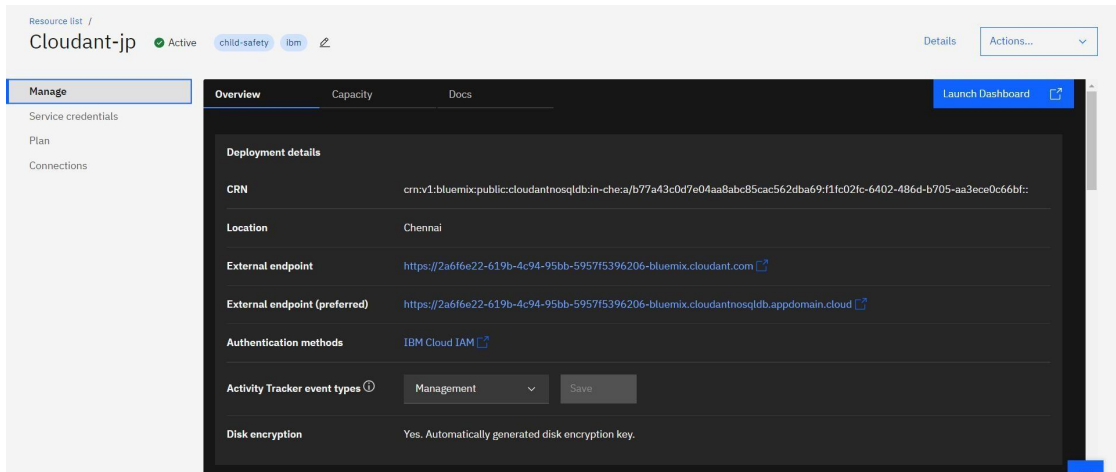 Resource list /
Cloudant-jp Active child-safety ibm Details Actions...
Manage
Service credentials
Plan
Connections
Overview Capacity Docs Launch Dashboard
Deployment details
CRN crn:v1:bluemix:public:cloudantnosqldb:in-che:a/b77a43c0d7e04aa8abc85cac562dba69:f1fc02fc-6402-486d-b705-aa3ece0c66bf::
Location Chennai
External endpoint https://2a6f6e22-619b-4c94-95bb-5957f5396206-bluemix.cloudant.com
External endpoint (preferred) https://2a6f6e22-619b-4c94-95bb-5957f5396206-bluemix.cloudantnosqldb.appdomain.cloud
Authentication methods IBM Cloud IAM
Activity Tracker event types Management Save
Disk encryption Yes. Automatically generated disk encryption key.